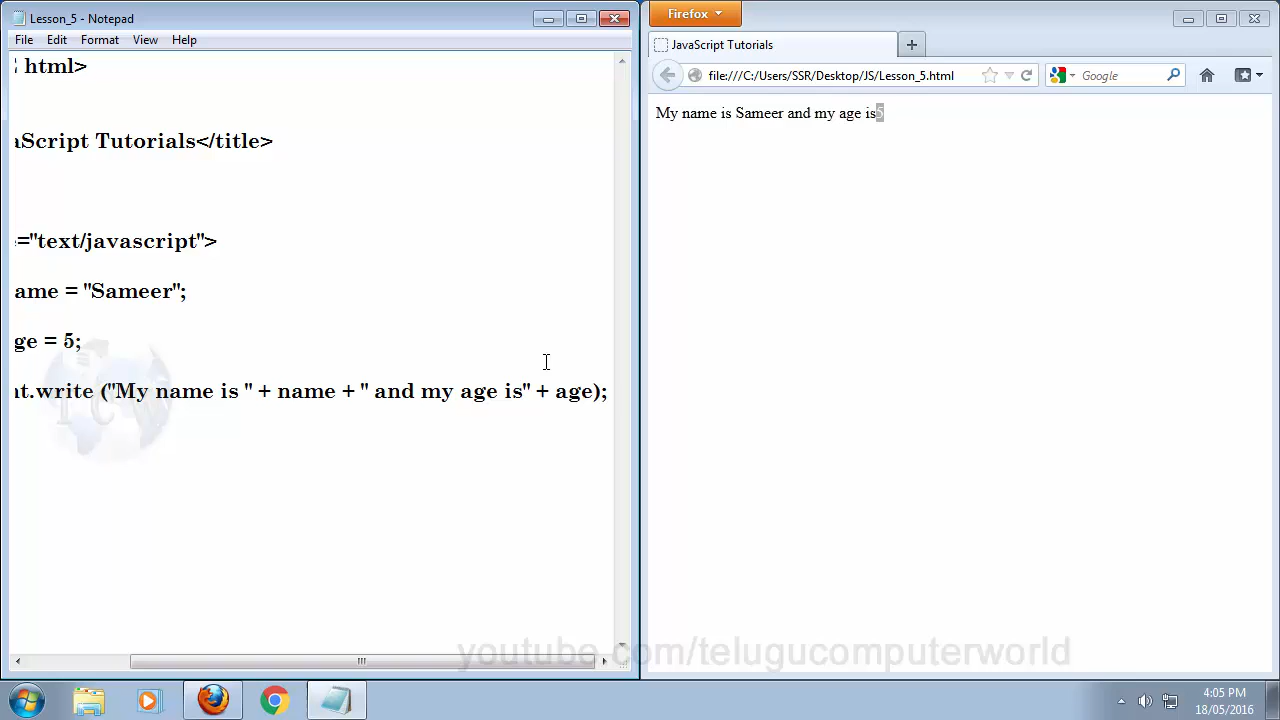 Lesson_5 - Notepad
File Edit Format View Help
html>
aScript Tutorials</title>
="text/javascript">
ame = "Sameer";
ge = 5;
nt.write ("My name is " + name + " and my age is" + age);
Firefox
JavaScript Tutorials
file:///C:/Users/SSR/Desktop/JS/Lesson_5.html
Google
My name is Sameer and my age is5
TCW
youtube.com/telugucomputerworld
4:05 PM
18/05/2016